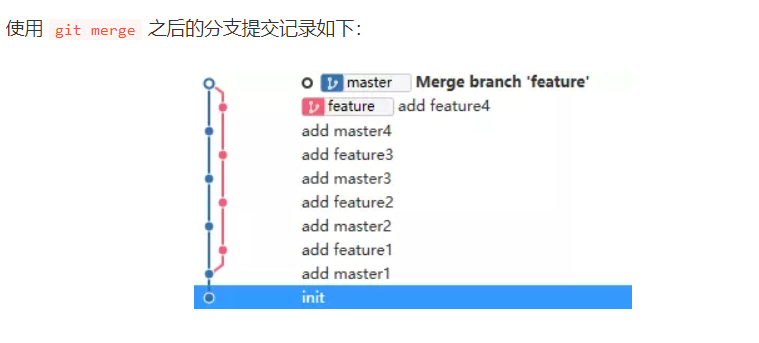 使用 git merge 之后的分支提交记录如下：
master Merge branch 'feature'
feature add feature4
add master4
add feature3
add master3
add feature2
add master2
add feature1
add master1
init